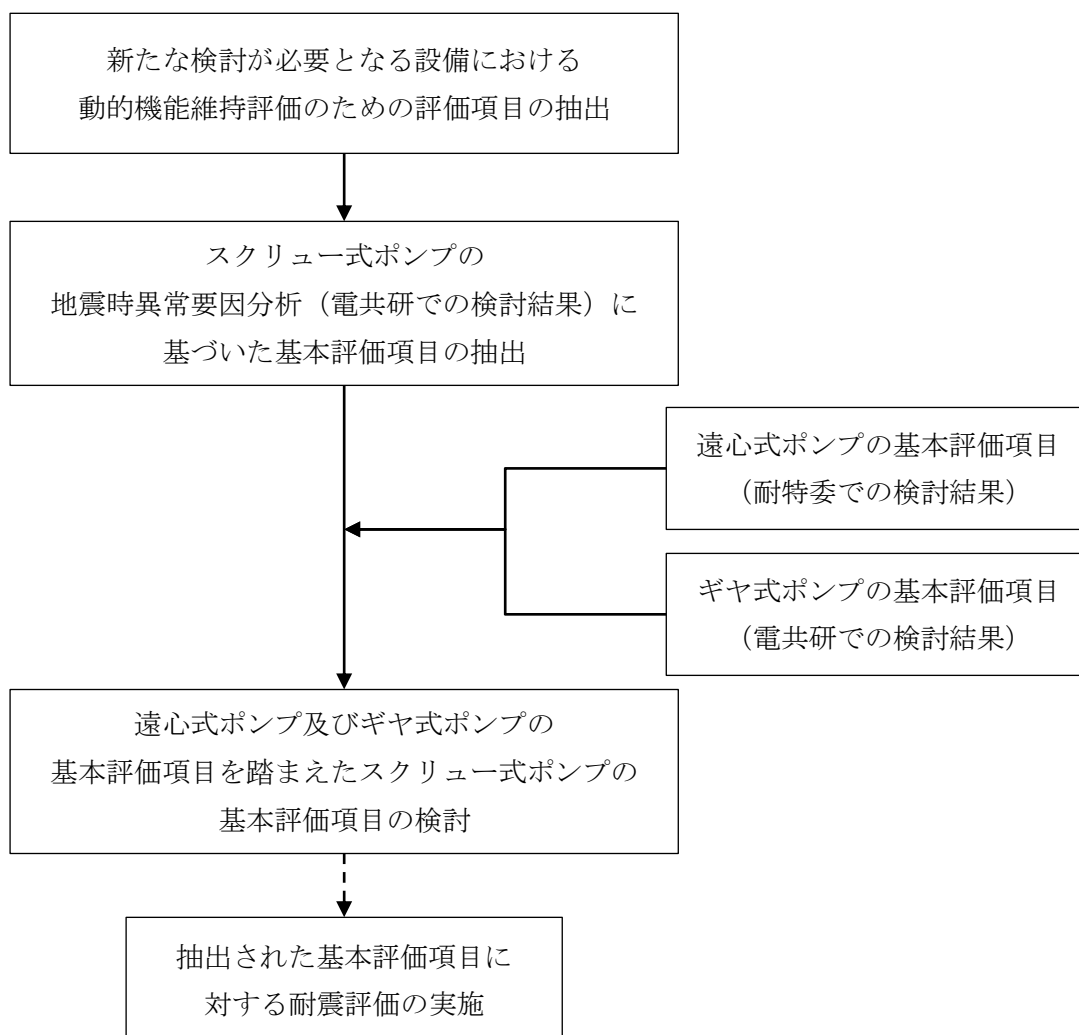 新たな検討が必要となる設備における
動的機能維持評価のための評価項目の抽出
スクリュー式ポンプの
地震時異常要因分析（電共研での検討結果）に
基づいた基本評価項目の抽出
遠心式ポンプの基本評価項目
（耐特委での検討結果）
ギヤ式ポンプの基本評価項目
（電共研での検討結果）
遠心式ポンプ及びギヤ式ポンプの
基本評価項目を踏まえたスクリュー式ポンプの
基本評価項目の検討
抽出された基本評価項目に
対する耐震評価の実施